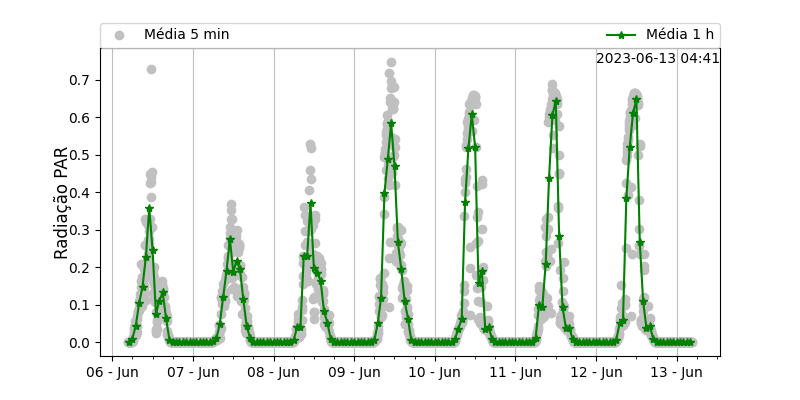 Média 5 min
Média 1 h
2023-06-13 04:41
Radiação PAR
0.7
0.6
0.5
0.4
0.3
0.2
0.1
0.0
06 - Jun
07 - Jun
08 - Jun
09 - Jun
10 - Jun
11 - Jun
12 - Jun
13 - Jun